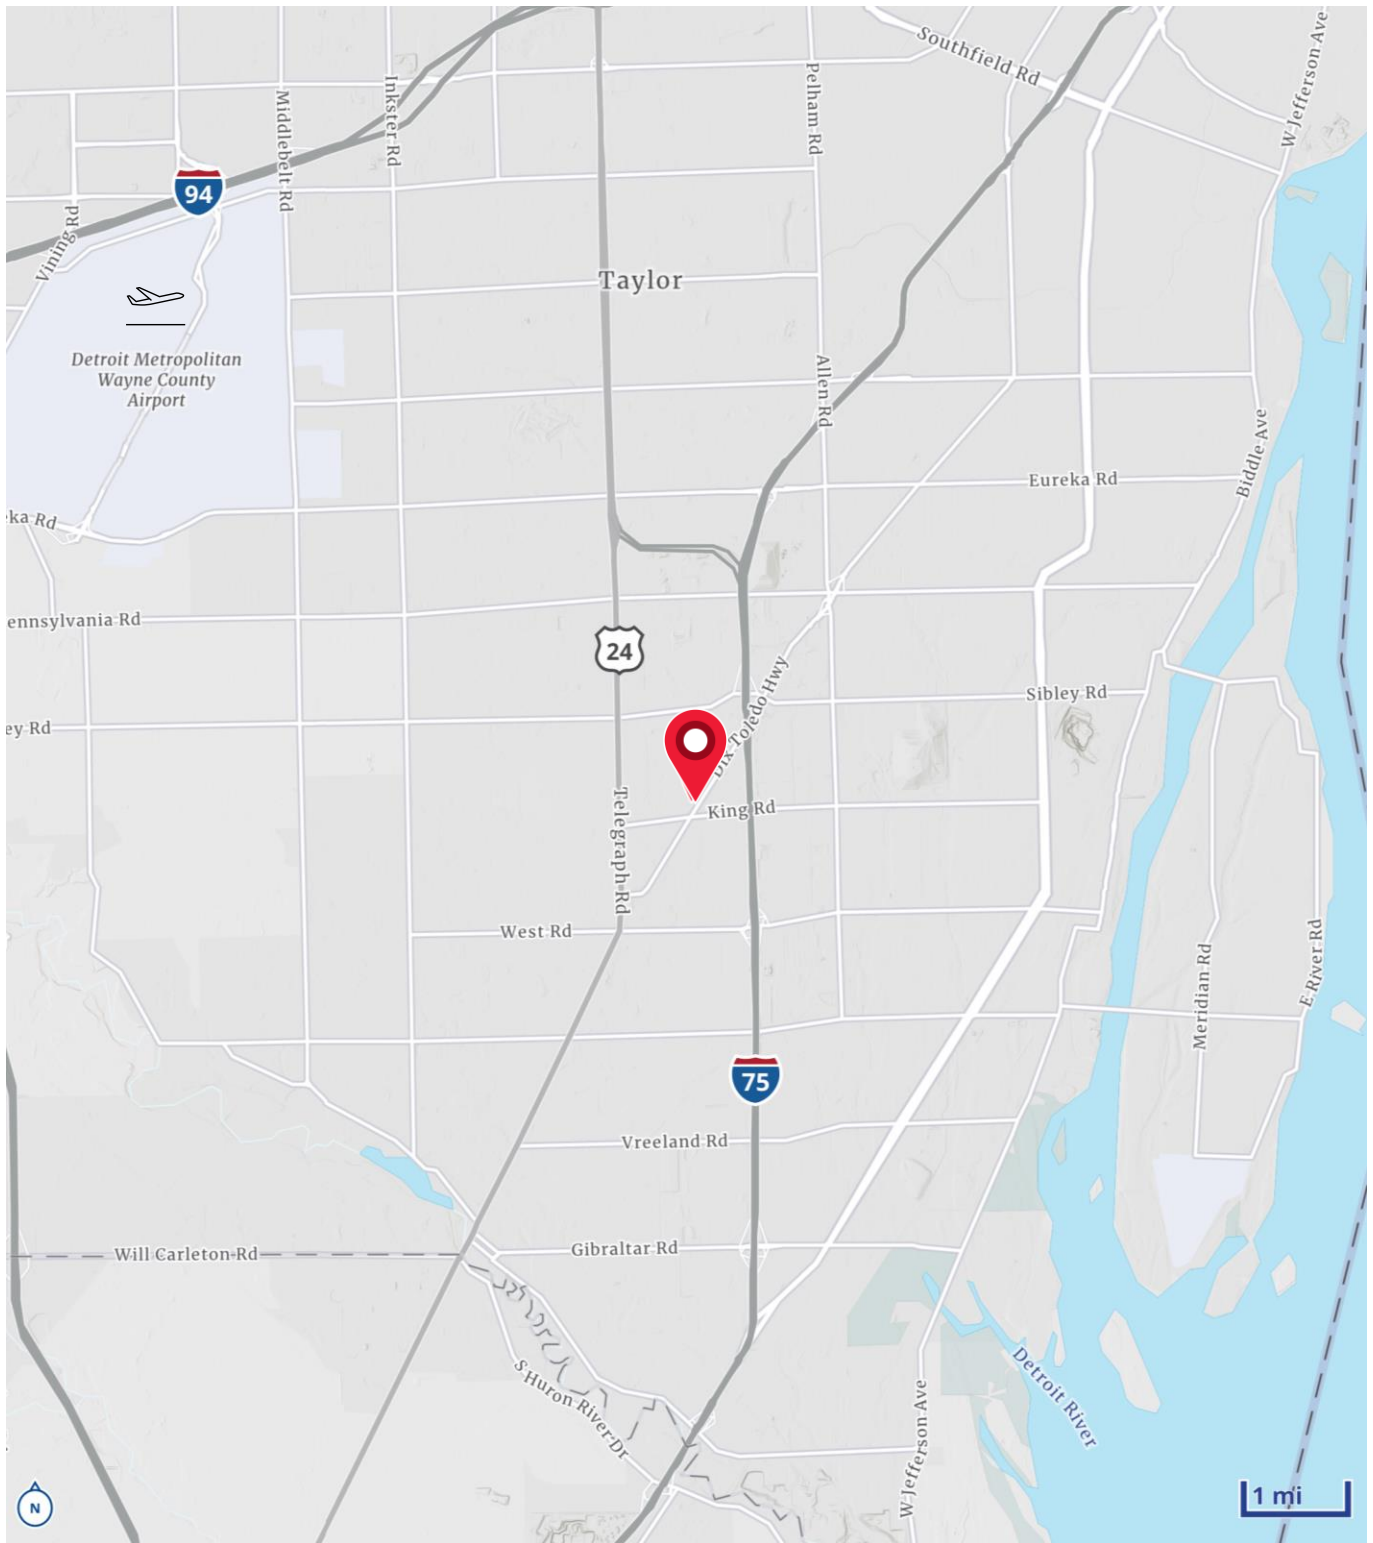 Southfield Rd
W Jefferson Ave
Pelham Rd
Inkster Rd
Middlebelt Rd
94
Vining Rd
Taylor
Detroit Metropolitan
Wayne County
Airport
Allen Rd
Biddle Ave
Eureka Rd
eka Rd
ennsylvania Rd
24
Sibley Rd
ey Rd
Dix Toledo Hwy
King Rd
Telegraph Rd
West Rd
E River Rd
Meridian Rd
75
Vreeland Rd
Will Carleton Rd
Gibraltar Rd
Detroit River
S Huron River Dr
W Jefferson Ave
N
1 mi